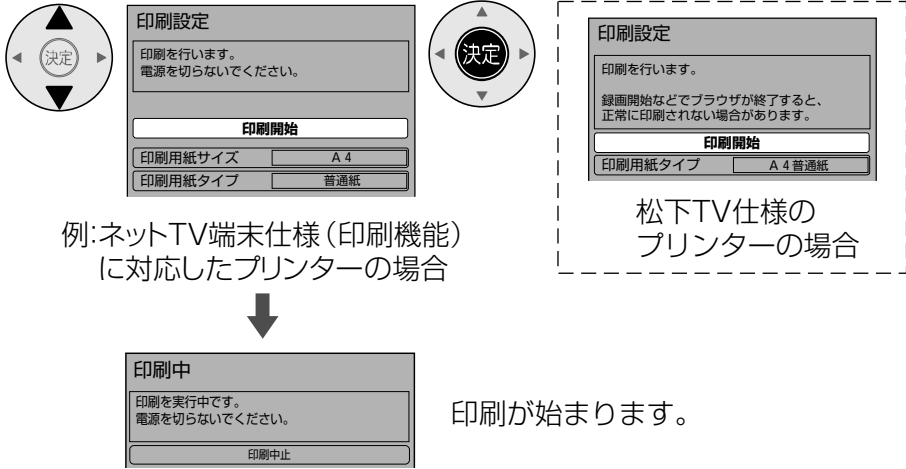 決定
印刷設定
印刷を行います。
電源を切らないでください。
印刷開始
印刷用紙サイズ A 4
印刷用紙タイプ 普通紙
決定
印刷設定
印刷を行います。
録画開始などでブラウザが終了すると、
正常に印刷されない場合があります。
印刷開始
印刷用紙タイプ A 4 普通紙
例:ネットTV端末仕様(印刷機能)
に対応したプリンターの場合
松下TV仕様の
プリンターの場合
印刷中
印刷を実行中です。
電源を切らないでください。
印刷中止
印刷が始まります。